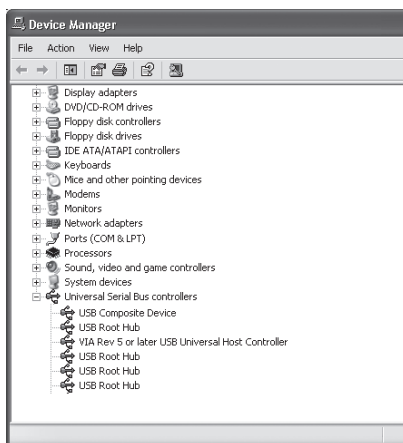 Device Manager
File Action View Help
Display adapters
DVD/CD-ROM drives
Floppy disk controllers
Floppy disk drives
IDE ATA/ATAPI controllers
Keyboards
Mice and other pointing devices
Modems
Monitors
Network adapters
Ports (COM & LPT)
Processors
Sound, video and game controllers
System devices
Universal Serial Bus controllers
USB Composite Device
USB Root Hub
VIA Rev 5 or later USB Universal Host Controller
USB Root Hub
USB Root Hub
USB Root Hub